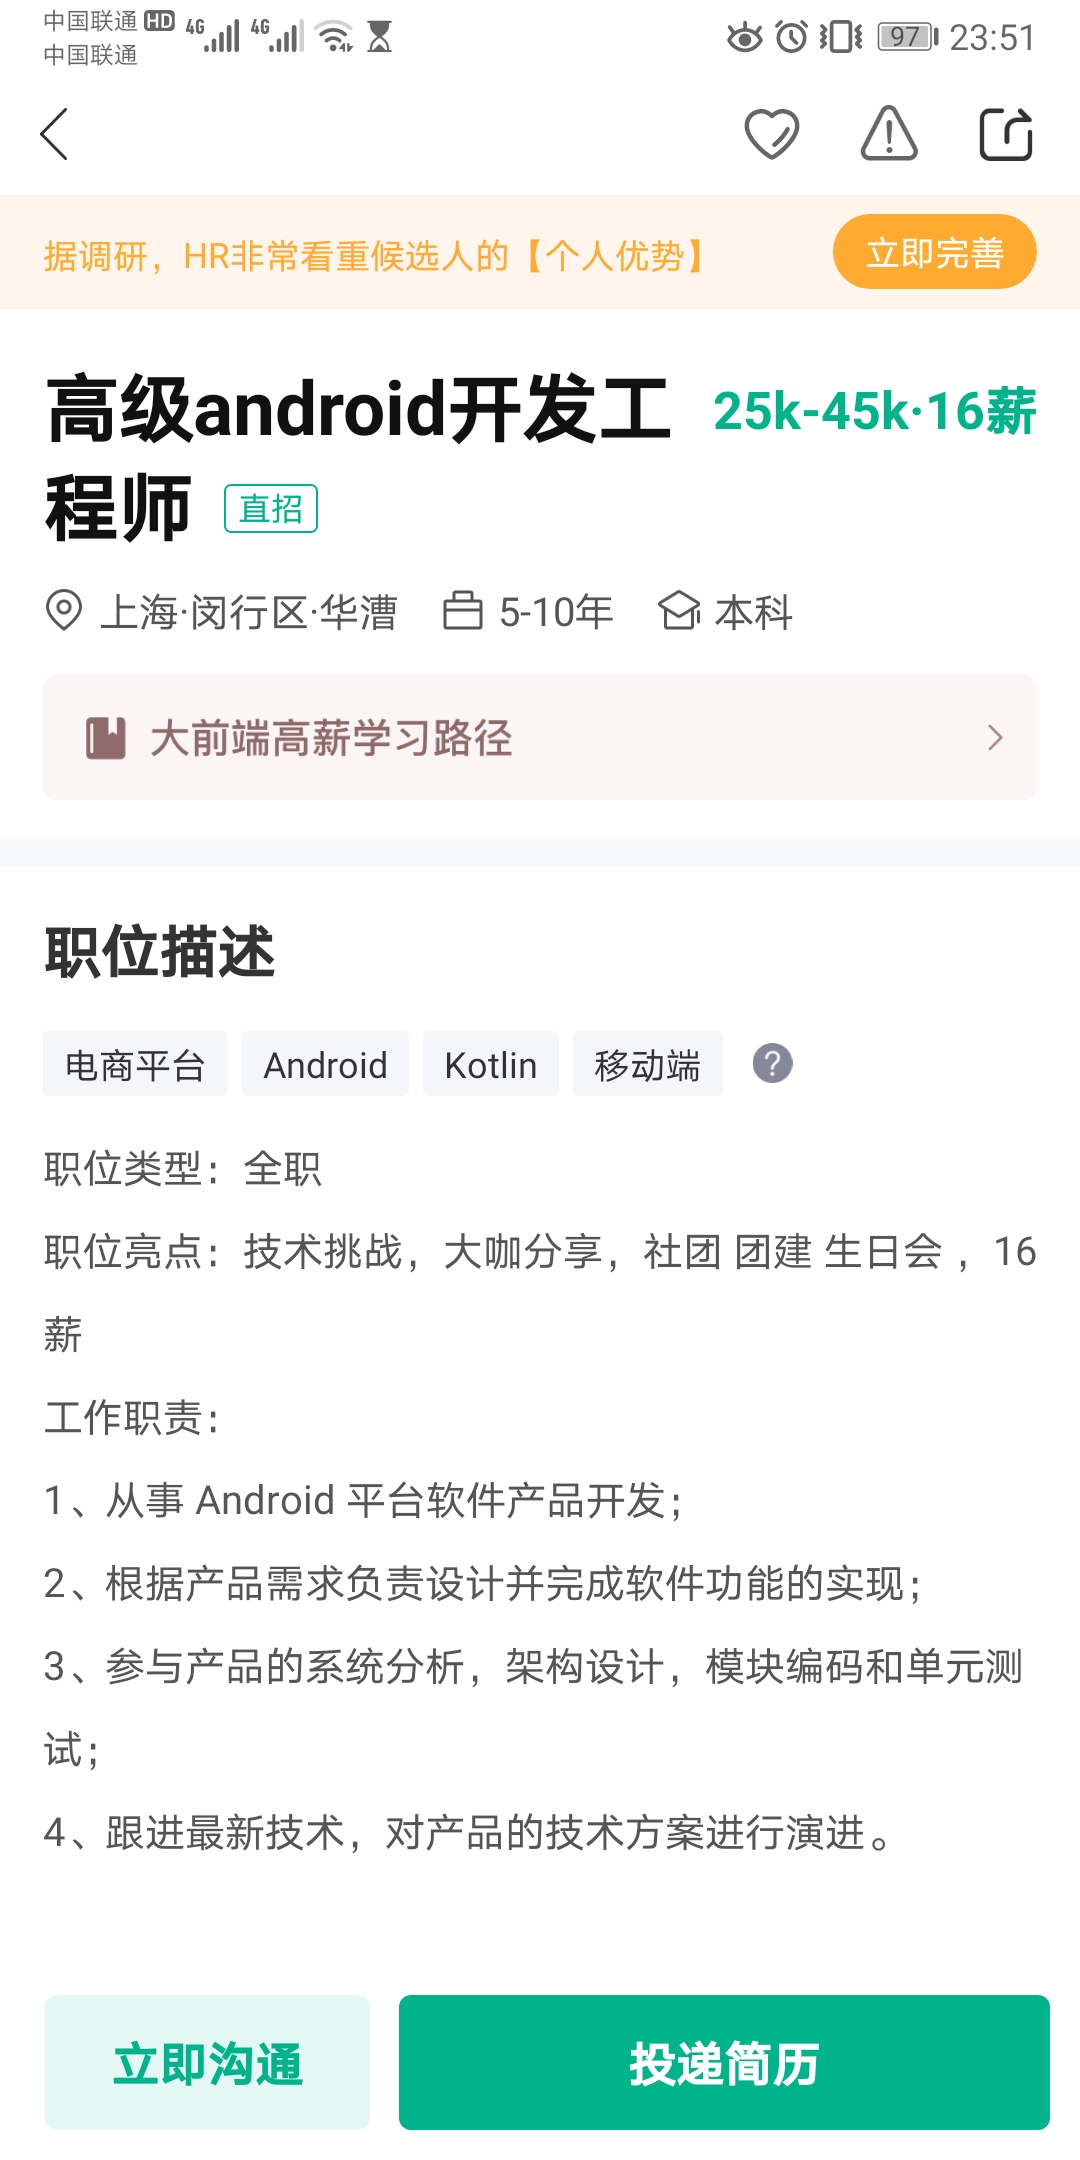 中国联通 HD 4G 4G 97 23:51
中国联通
据调研，HR非常看重候选人的【个人优势】 立即完善
高级android开发工 25k-45k·16薪
程师 直招
上海·闵行区·华漕 5-10年 本科
大前端高薪学习路径
职位描述
电商平台 Android Kotlin 移动端 ?
职位类型：全职
职位亮点：技术挑战，大咖分享，社团 团建 生日会 ，16
薪
工作职责：
1、从事 Android 平台软件产品开发；
2、根据产品需求负责设计并完成软件功能的实现；
3、参与产品的系统分析，架构设计，模块编码和单元测
试；
4、跟进最新技术，对产品的技术方案进行演进。
立即沟通 投递简历